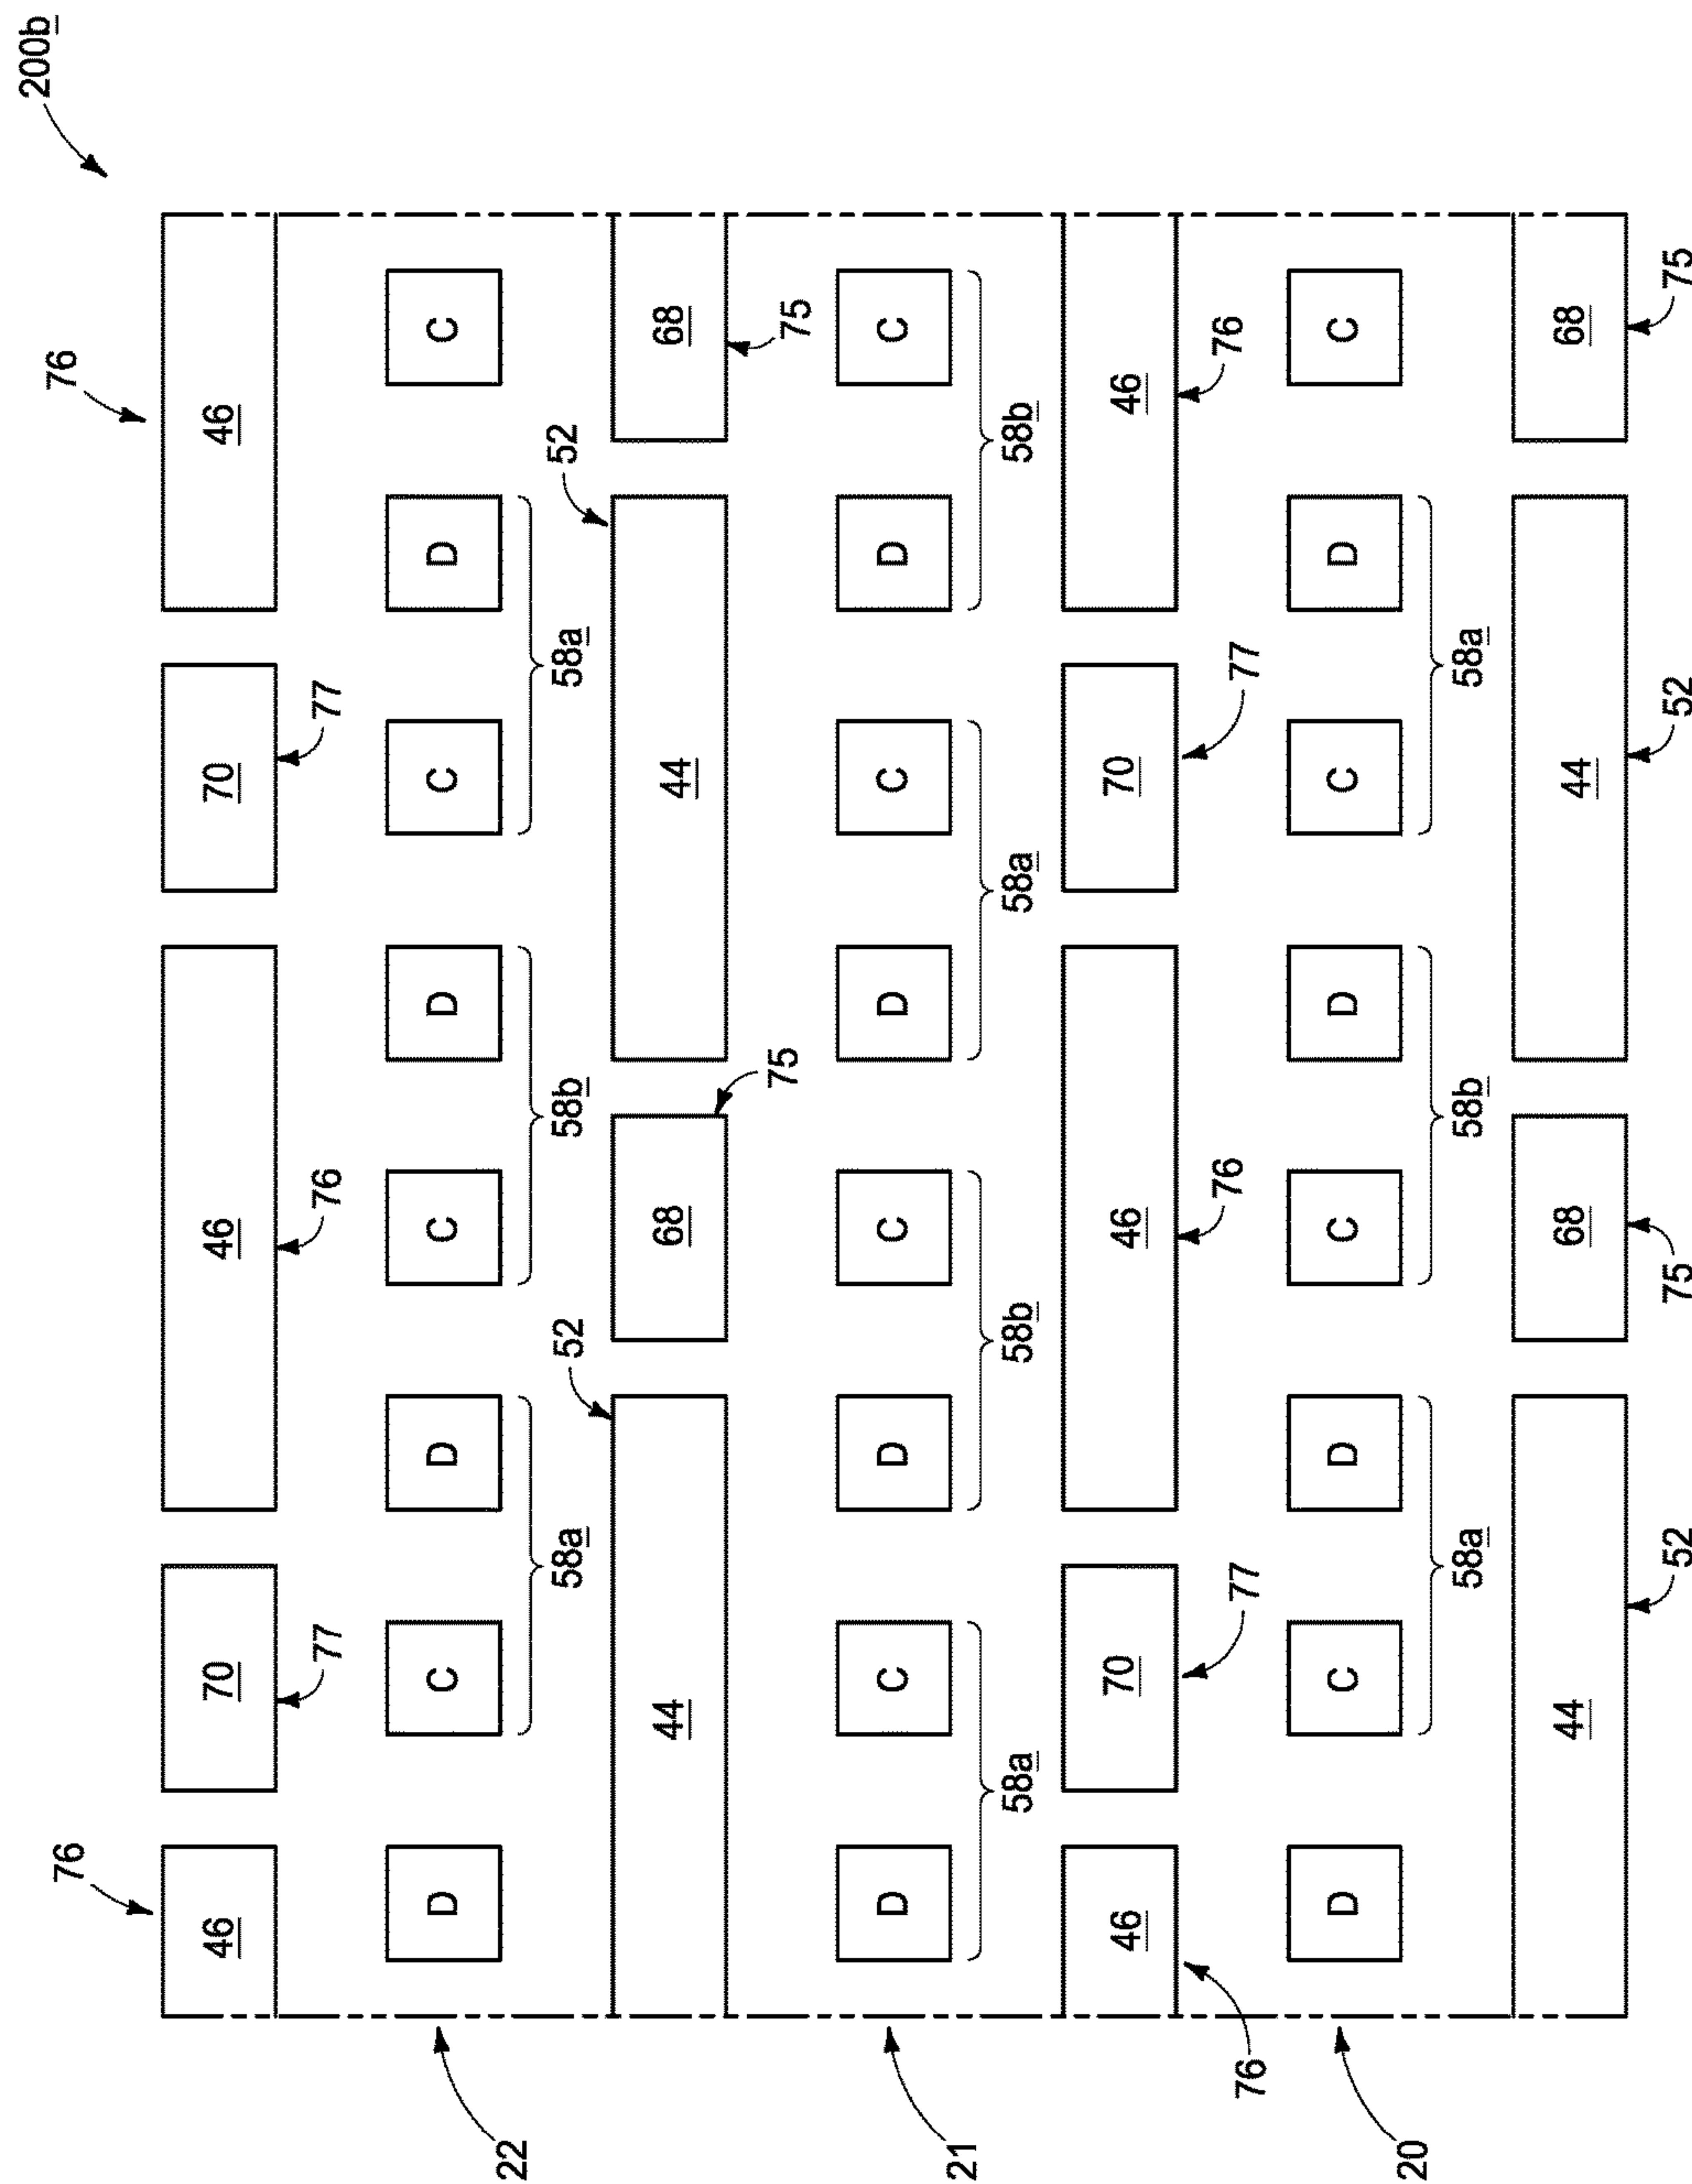 200b
76 76
46 70 46 70 46
77 76 77
D C D C D C D C
22
58a 52 58b 58a 52
44 68 44 68
75 75
D C D C D C D C
21
58a 58b 58a 58b
46 70 46 70 46
76 77 76 77 76
D C D C D C D C
20
58a 58b 58a
44 68 44 68
52 75 52 75